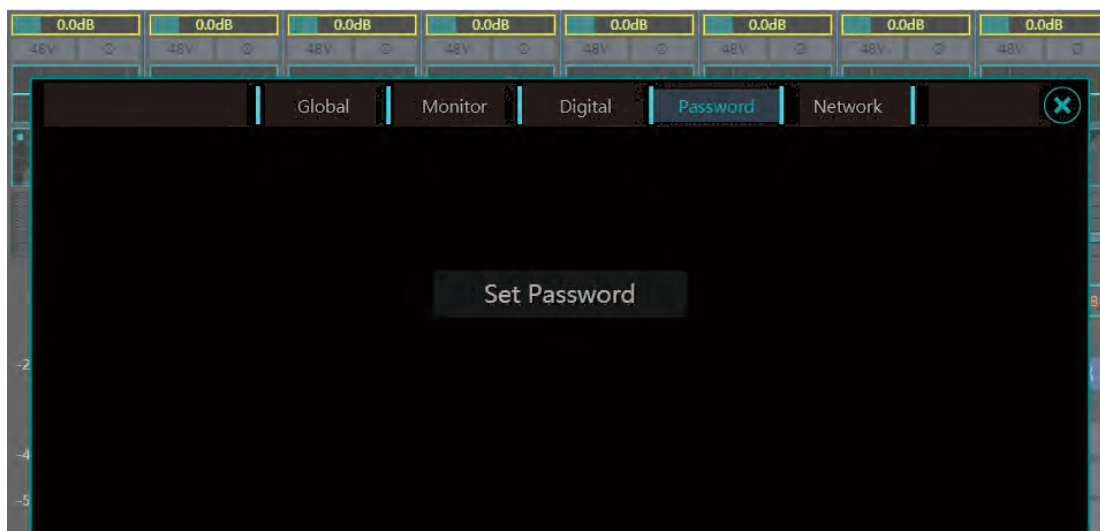 0.0dB 0.0dB 0.0dB 0.0dB 0.0dB 0.0dB 0.0dB 0.0dB
48V Ø 48V Ø 48V Ø 48V Ø 48V Ø 48V Ø 48V Ø 48V Ø
Global Monitor Digital Password Network
Set Password
B
-2
-4
-5